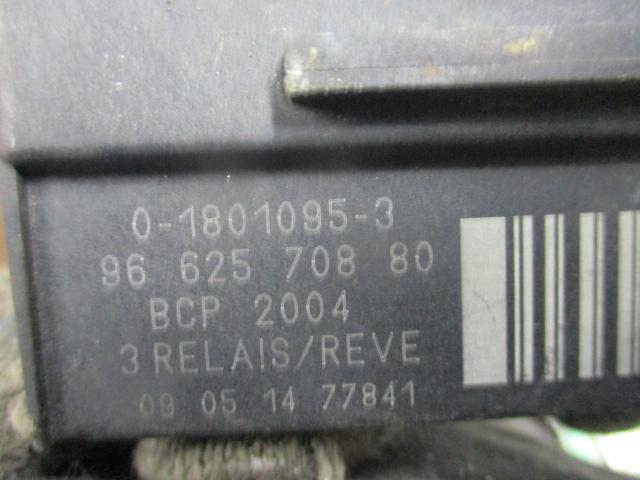 0-1801095-3
96 625 708 80
BCP 2004
3 RELAIS/REVE
09 05 14 77841